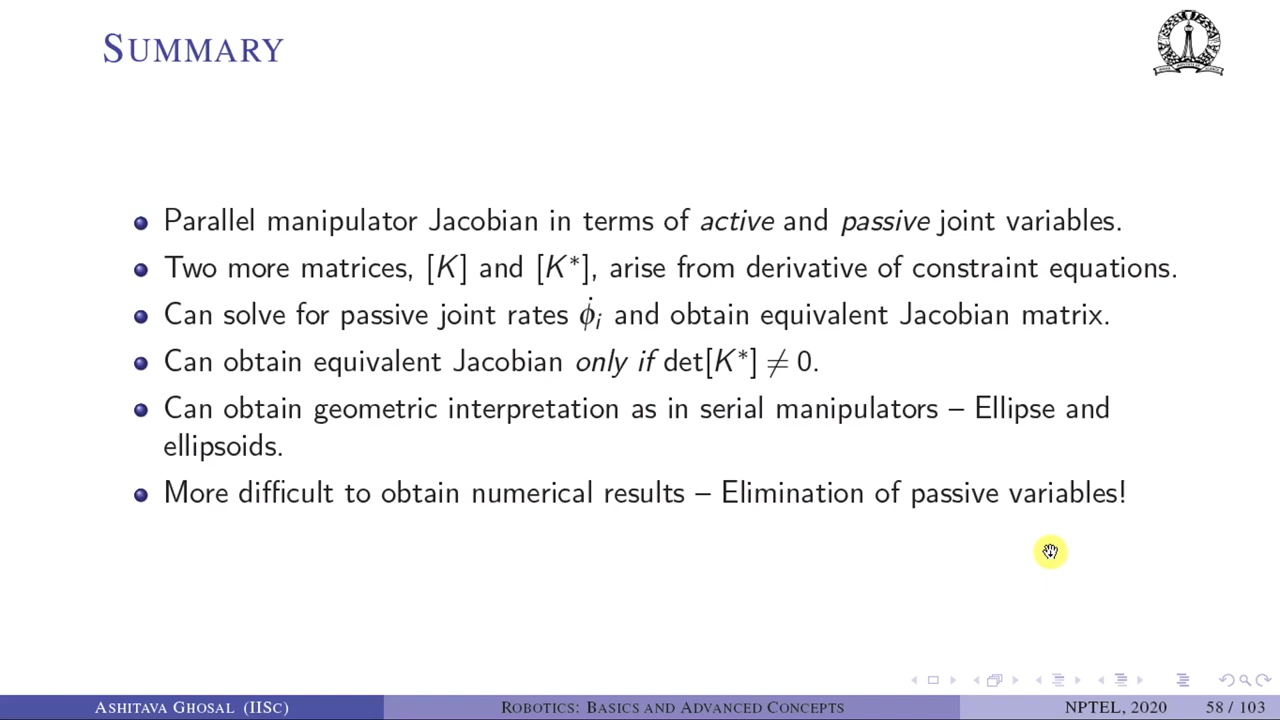 SUMMARY
Parallel manipulator Jacobian in terms of active and passive joint variables.
Two more matrices, [K] and [K*], arise from derivative of constraint equations.
Can solve for passive joint rates ϕ̇ᵢ and obtain equivalent Jacobian matrix.
Can obtain equivalent Jacobian only if det[K*] ≠ 0.
Can obtain geometric interpretation as in serial manipulators – Ellipse and
ellipsoids.
More difficult to obtain numerical results – Elimination of passive variables!
ASHITAVA GHOSAL (IISC) ROBOTICS: BASICS AND ADVANCED CONCEPTS NPTEL, 2020 58 / 103